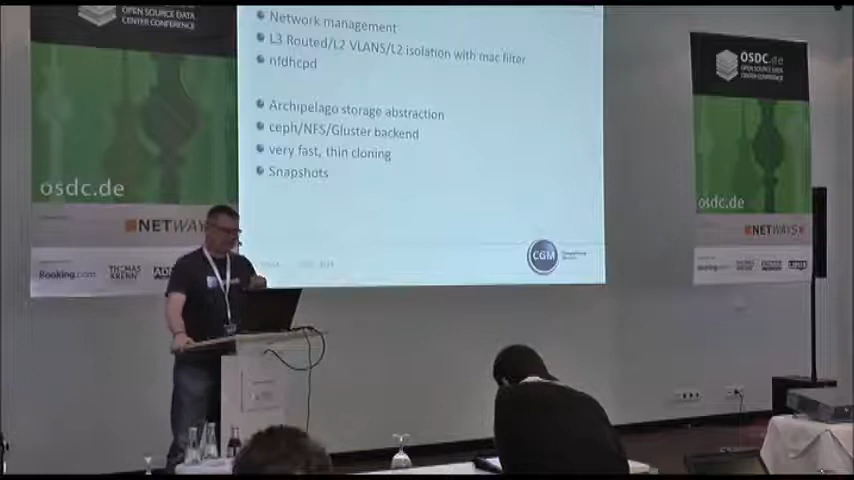 OPEN SOURCE DATA
CENTER CONFERENCE
osdc.de
NETWAYS
Booking.com
THOMAS
KRENN
Network management
L3 Routed/L2 VLANS/L2 isolation with mac filter
nfdhcpd
Archipelago storage abstraction
ceph/NFS/Gluster backend
very fast, thin cloning
Snapshots
CGM
OSDC.de
OPEN SOURCE DATA
CENTER CONFERENCE
osdc.de
NETWAYS